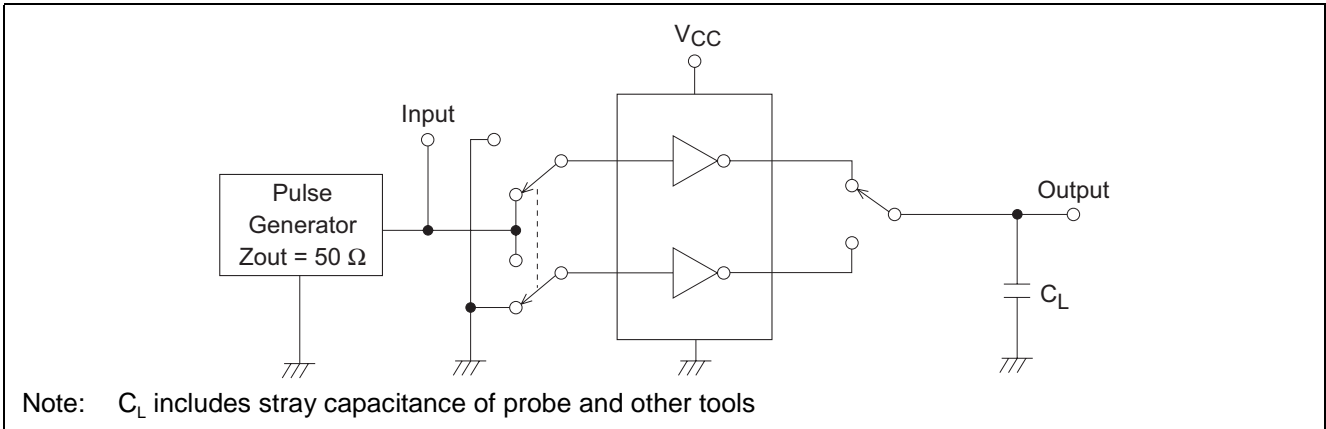 VCC
Input
Pulse
Generator
Zout = 50 Ω
Output
CL
Note: CL includes stray capacitance of probe and other tools